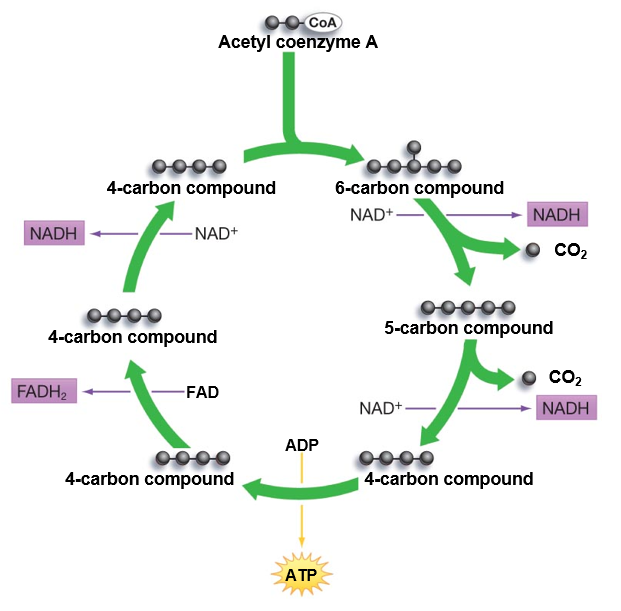 CoA
Acetyl coenzyme A
4-carbon compound
6-carbon compound
NAD+
NADH
CO₂
NADH
NAD+
5-carbon compound
4-carbon compound
CO₂
FADH₂
FAD
NAD+
NADH
ADP
4-carbon compound
4-carbon compound
ATP